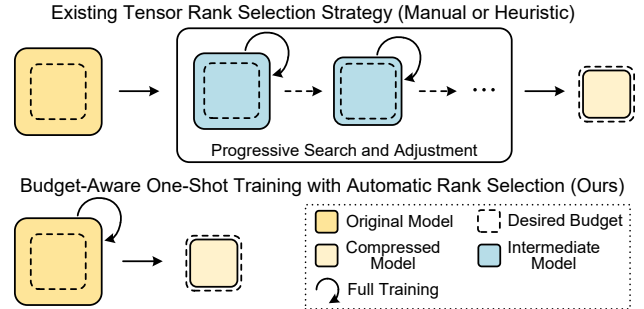 Existing Tensor Rank Selection Strategy (Manual or Heuristic)
...
Progressive Search and Adjustment
Budget-Aware One-Shot Training with Automatic Rank Selection (Ours)
Original Model
Desired Budget
Compressed
Model
Intermediate
Model
Full Training